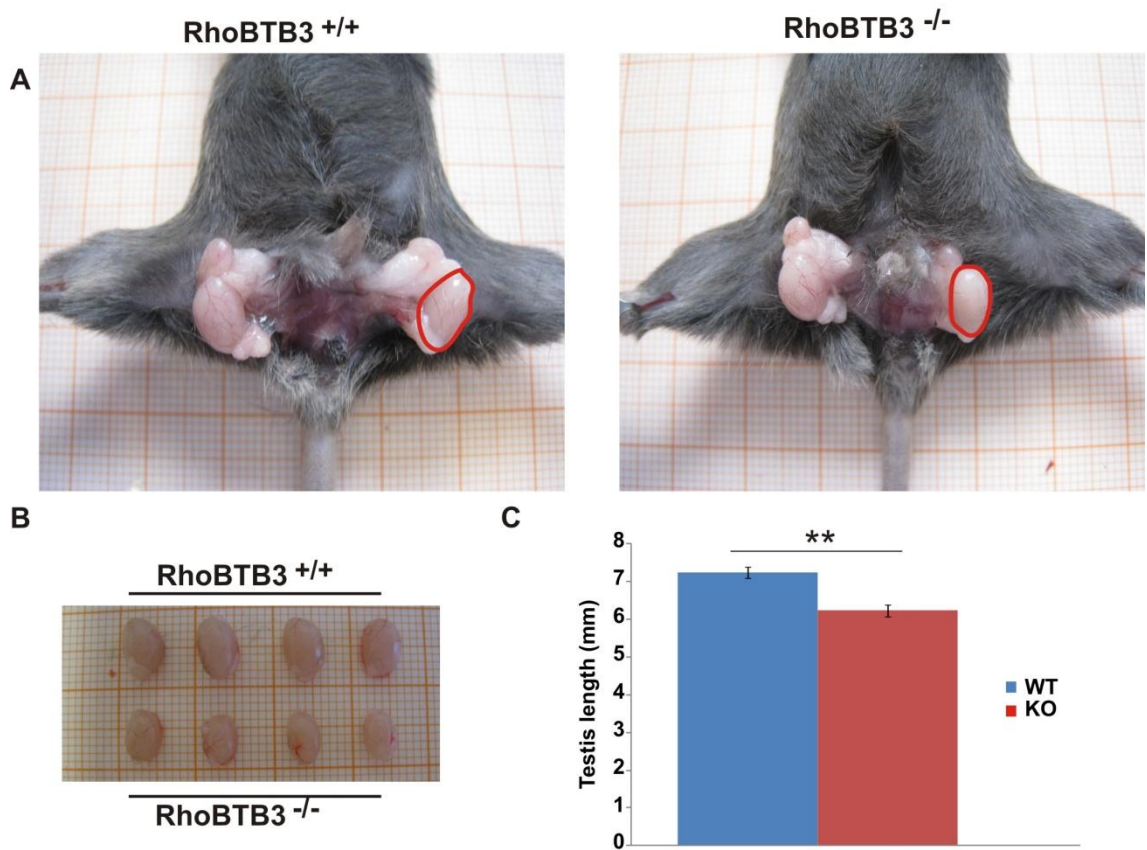 RhoBTB3 +/+
RhoBTB3 -/-
A
B
RhoBTB3 +/+
RhoBTB3 -/-
C
**
Testis length (mm)
8
7
6
5
4
3
2
1
0
WT
KO